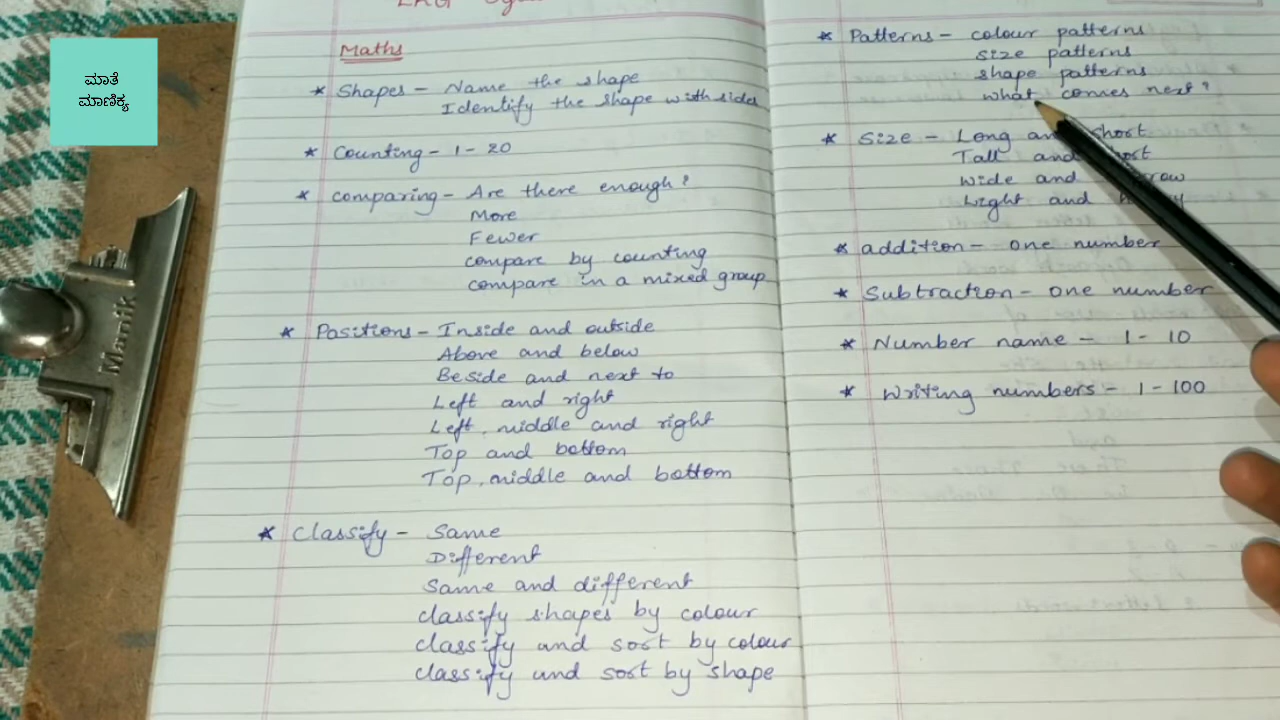 ಮಾತೆ
ಮಾಣಿಕ್ಯ
LKG
Maths
* Shapes - Name the shape
Identify the shape with sides
* Counting - 1 - 20
* Comparing - Are there enough?
More
Fewer
compare by counting
compare in a mixed group
* Positions - Inside and outside
Above and below
Beside and next to
Left and right
Left, middle and right
Top and bottom
Top, middle and bottom
* Classify - Same
Different
Same and different
classify shapes by colour
classify and sort by colour
classify and sort by shape
* Patterns - colour patterns
size patterns
shape patterns
what comes next?
* Size - Long and short
Tall and short
Wide and
Light and
* addition - one number
* Subtraction - one number
* Number name - 1 - 10
* Writing numbers - 1 - 100
Manik